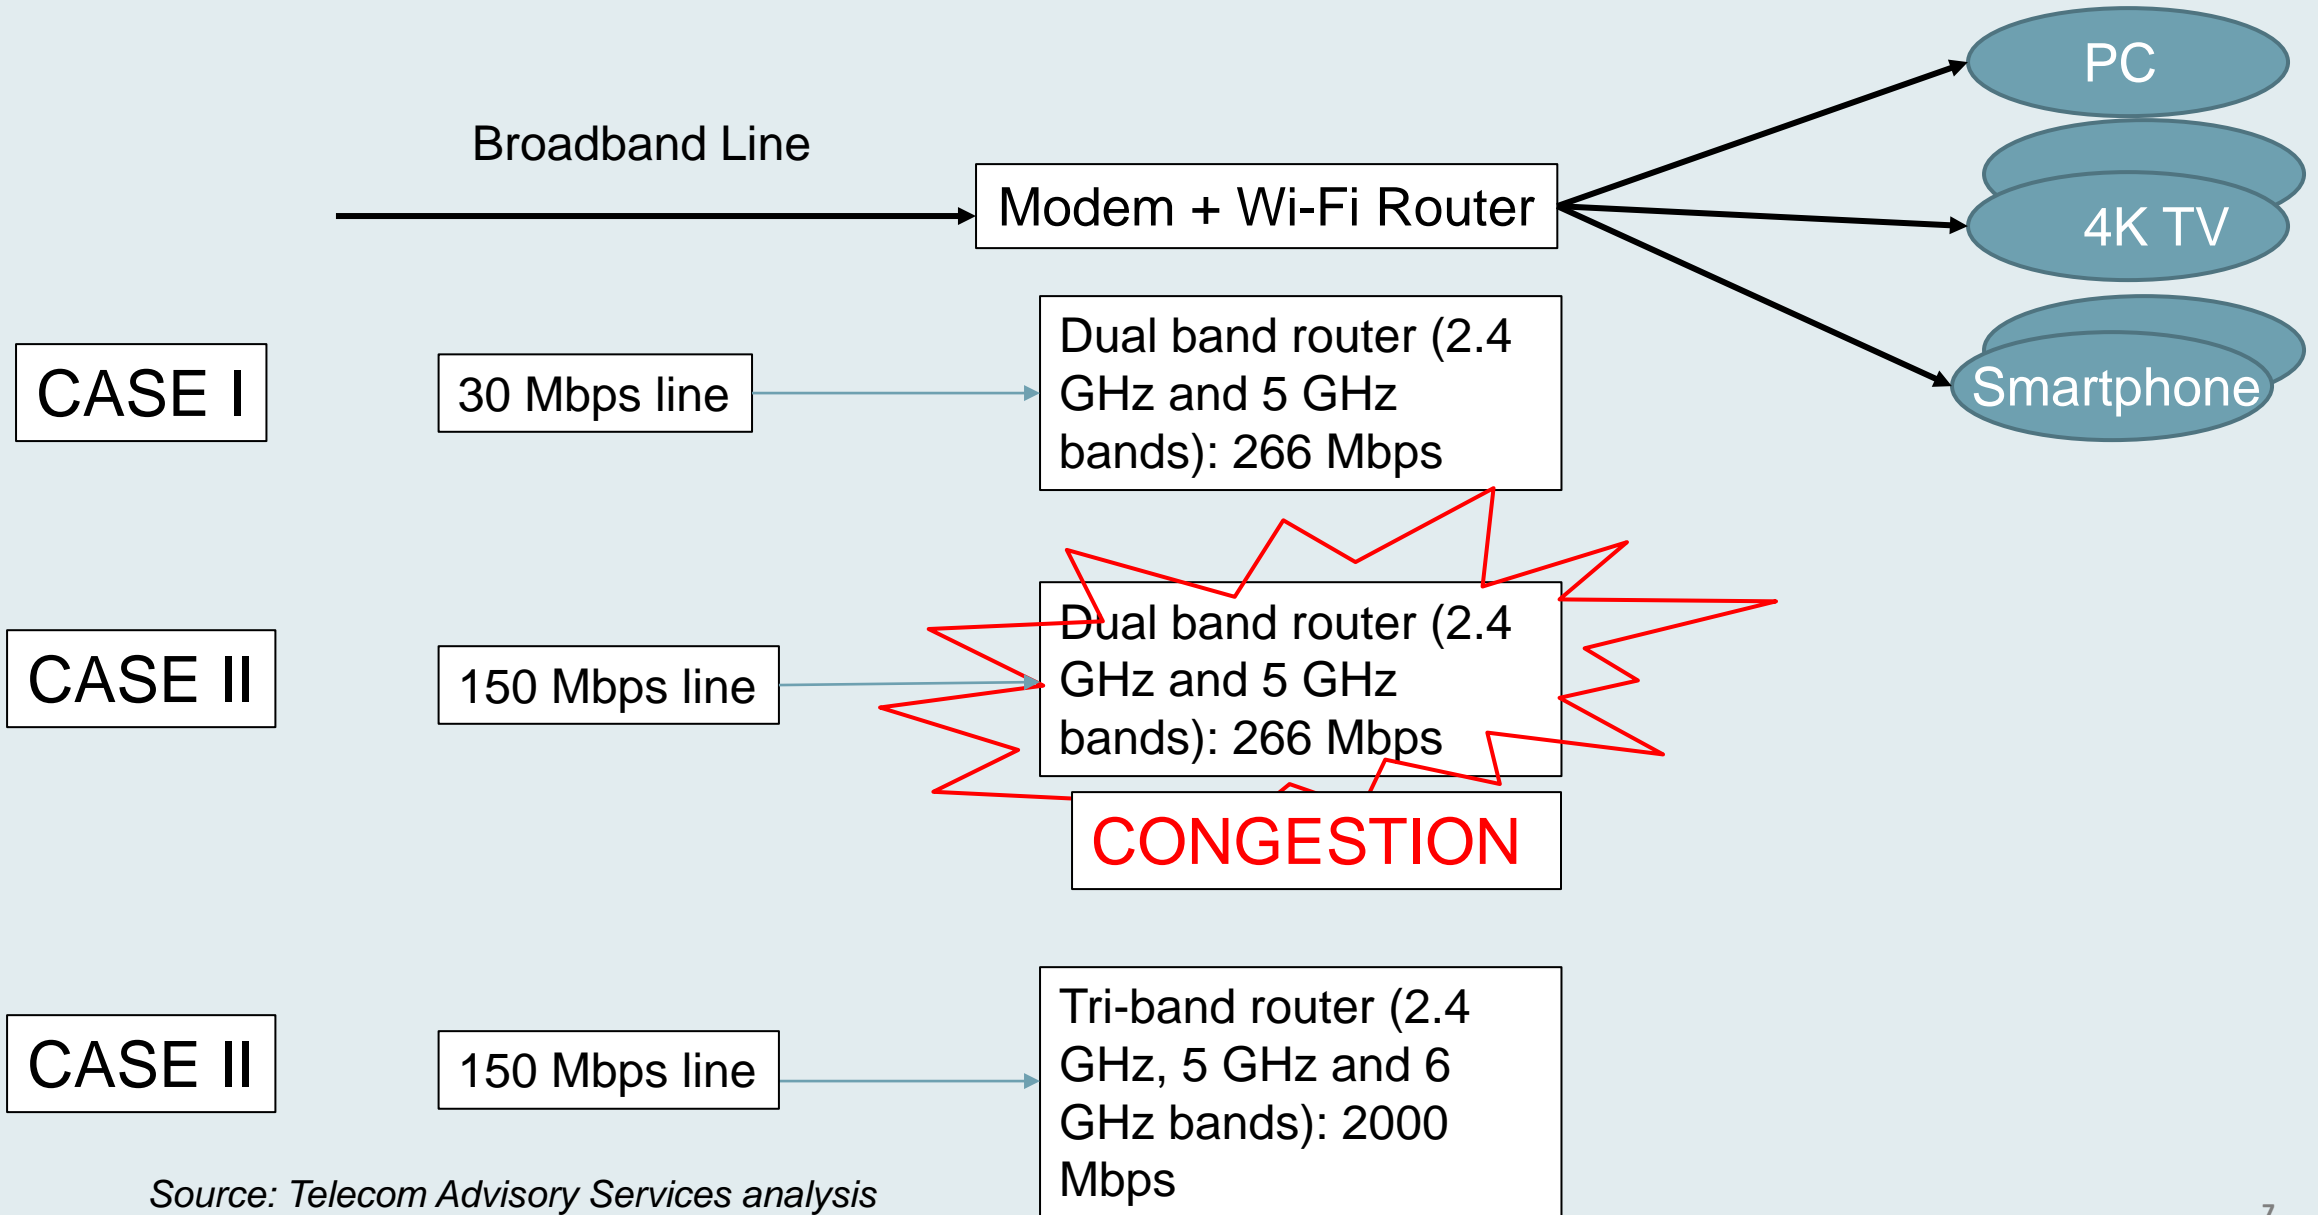 PC
Broadband Line
Modem + Wi-Fi Router
4K TV
Smartphone
CASE I
30 Mbps line
Dual band router (2.4
GHz and 5 GHz
bands): 266 Mbps
CASE II
150 Mbps line
Dual band router (2.4
GHz and 5 GHz
bands): 266 Mbps
CONGESTION
CASE II
150 Mbps line
Tri-band router (2.4
GHz, 5 GHz and 6
GHz bands): 2000
Mbps
Source: Telecom Advisory Services analysis
7